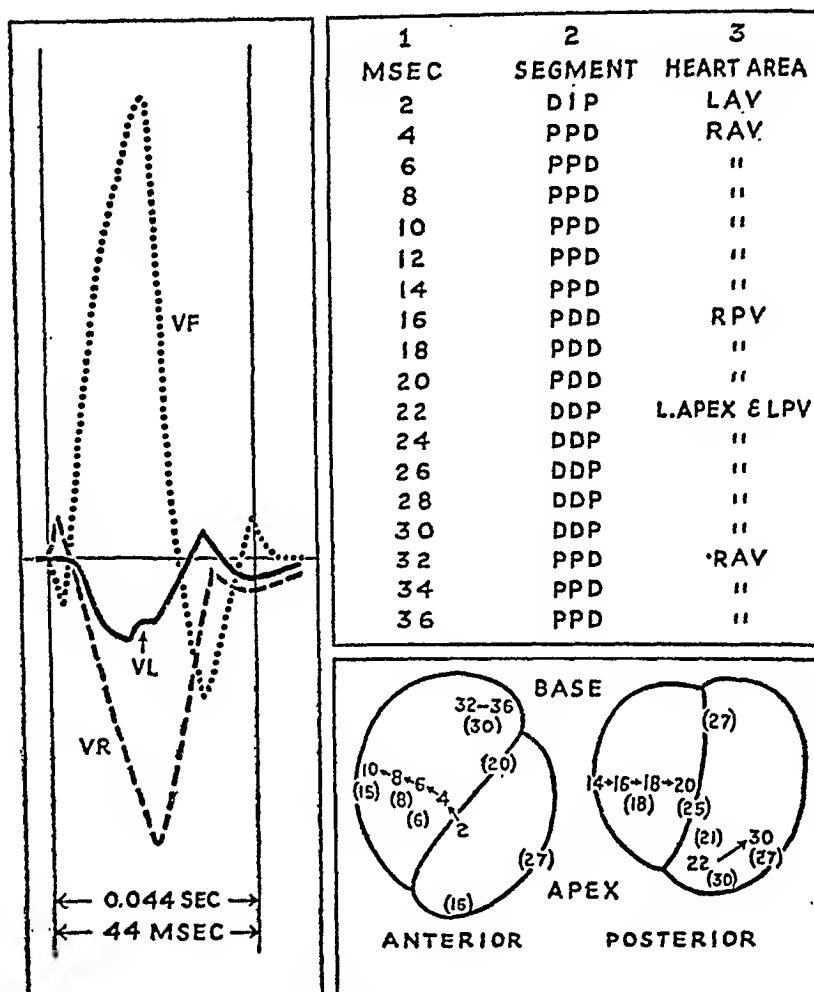 VF
VL
VR
0.044 SEC
44 MSEC
1 2 3
MSEC SEGMENT HEART AREA
2 DIP LAV
4 PPD RAV
6 PPD "
8 PPD "
10 PPD "
12 PPD "
14 PPD "
16 PDD RPV
18 PDD "
20 PDD "
22 DDP L.APEX & LPV
24 DDP "
26 DDP "
28 DDP "
30 DDP "
32 PPD RAV
34 PPD "
36 PPD "
BASE
32-36
(30)
(20)
10 8 6 4
(15) (8)
(6) 2
(27)
(16)
APEX
ANTERIOR
(27)
14 16 18 20
(18) (25)
(21) 30
22 (27)
(30)
POSTERIOR